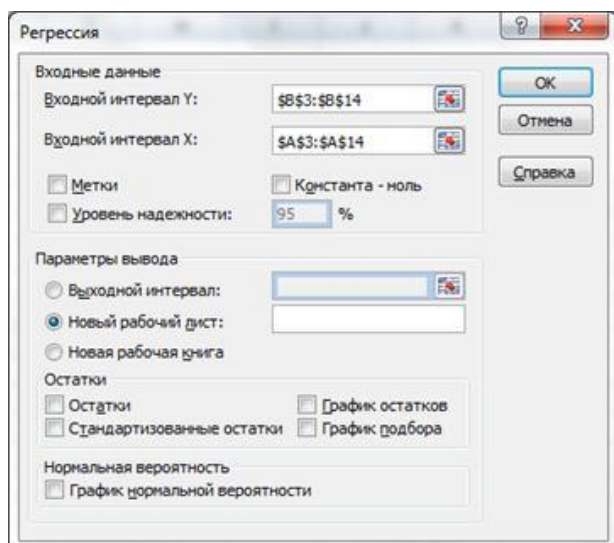 Регрессия
Входные данные
Входной интервал Y: $B$3:$B$14
Входной интервал X: $A$3:$A$14
Метки Константа - ноль
Уровень надежности: 95 %
OK
Отмена
Справка
Параметры вывода
Выходной интервал:
Новый рабочий лист:
Новая рабочая книга
Остатки
Остатки График остатков
Стандартизованные остатки График подбора
Нормальная вероятность
График нормальной вероятности